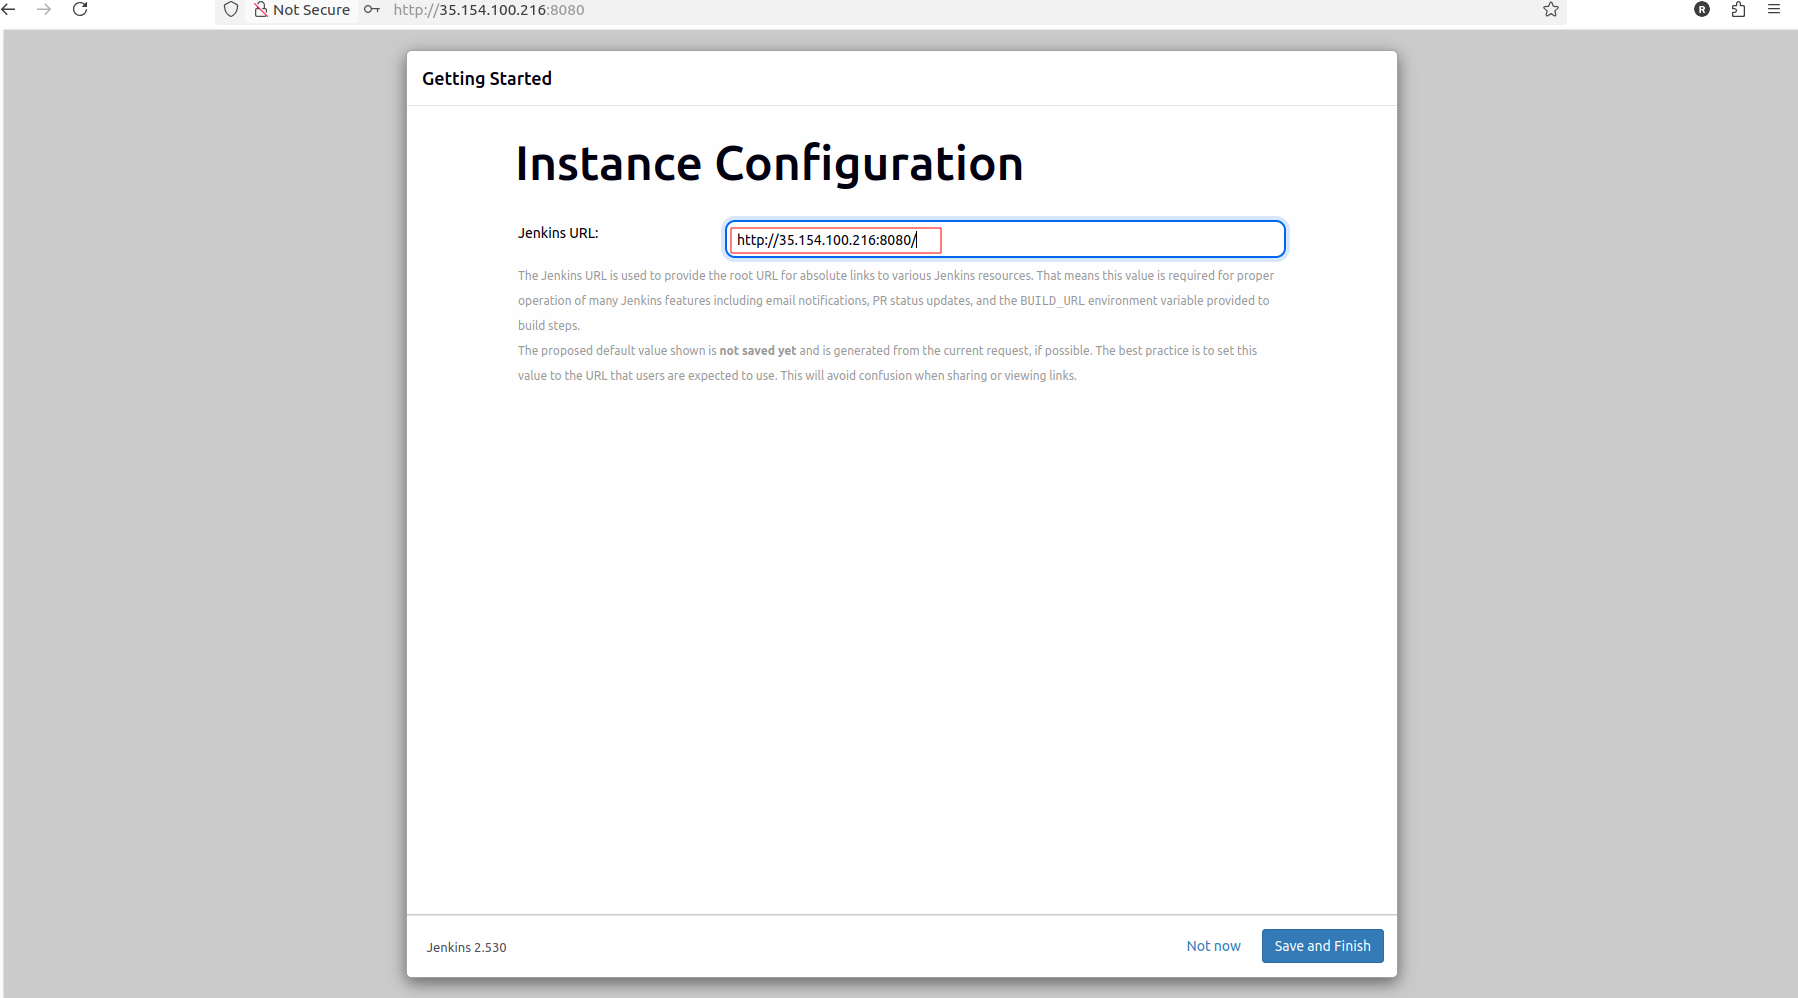 Not Secure http://35.154.100.216:8080
R
Getting Started
Instance Configuration
Jenkins URL:
http://35.154.100.216:8080/
The Jenkins URL is used to provide the root URL for absolute links to various Jenkins resources. That means this value is required for proper
operation of many Jenkins features including email notifications, PR status updates, and the BUILD_URL environment variable provided to
build steps.
The proposed default value shown is not saved yet and is generated from the current request, if possible. The best practice is to set this
value to the URL that users are expected to use. This will avoid confusion when sharing or viewing links.
Jenkins 2.530
Not now
Save and Finish